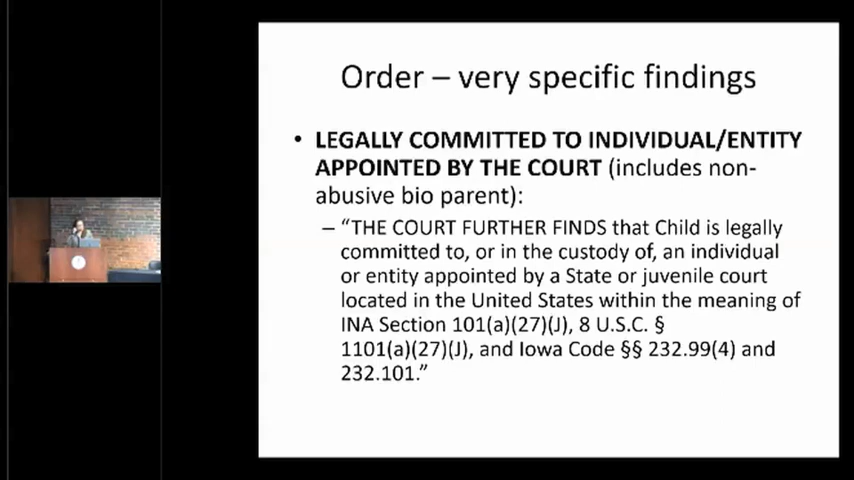 Order – very specific findings
• LEGALLY COMMITTED TO INDIVIDUAL/ENTITY
APPOINTED BY THE COURT (includes non-
abusive bio parent):
– “THE COURT FURTHER FINDS that Child is legally
committed to, or in the custody of, an individual
or entity appointed by a State or juvenile court
located in the United States within the meaning of
INA Section 101(a)(27)(J), 8 U.S.C. §
1101(a)(27)(J), and Iowa Code §§ 232.99(4) and
232.101.”